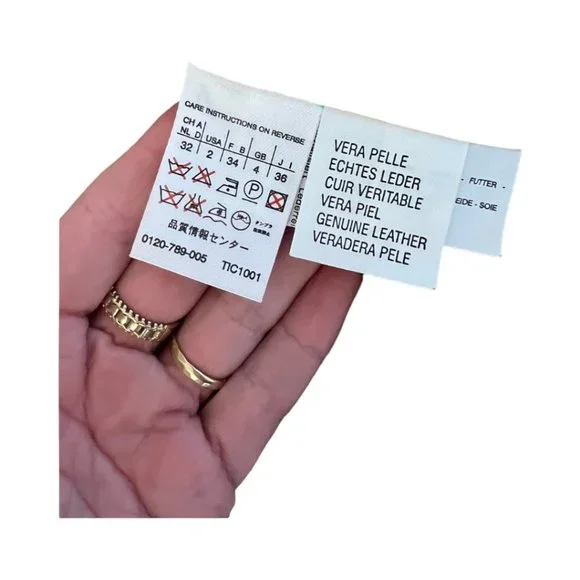 CARE INSTRUCTIONS ON REVERSE
CH A
NL D USA F B GB J I
32 2 34 4 36
P
品質情報センター
0120-789-005 TIC1001
VERA PELLE
ECHTES LEDER
CUIR VERITABLE
VERA PIEL
GENUINE LEATHER
VERADERA PELE
- FUTTER -
EIDE - SOIE